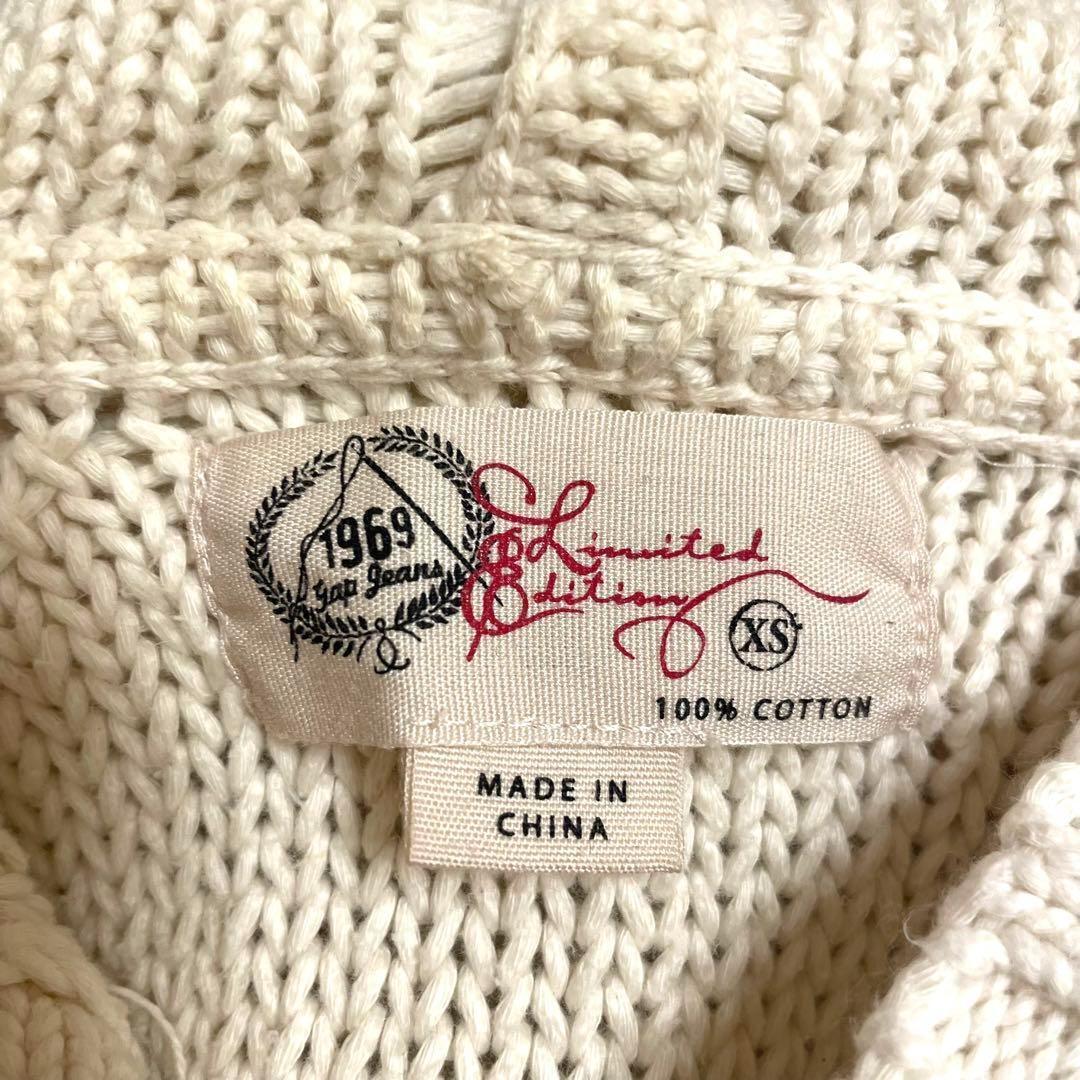 1969
gap Jeans
Limited
Edition
XS
100% COTTON
MADE IN
CHINA